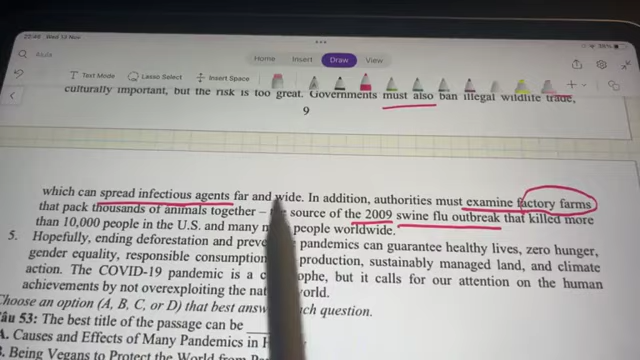 22:48 Wed 13 Nov
•••
38%
Home Insert Draw View
Text Mode Lasso Select Insert Space
culturally important, but the risk is too great. Governments must also ban illegal wildlife trade,
9
which can spread infectious agents far and wide. In addition, authorities must examine factory farms
that pack thousands of animals together – source of the 2009 swine flu outbreak that killed more
than 10,000 people in the U.S. and many people worldwide.
5. Hopefully, ending deforestation and pandemics can guarantee healthy lives, zero hunger,
gender equality, responsible consumption production, sustainably managed land, and climate
action. The COVID-19 pandemic is a but it calls for our attention on the human
achievements by not overexploiting the
Choose an option (A, B, C, or D) that best question.
Câu 53: The best title of the passage can be
A. Causes and Effects of Many Pandemics in
B. Being Vegans to Protect the World from